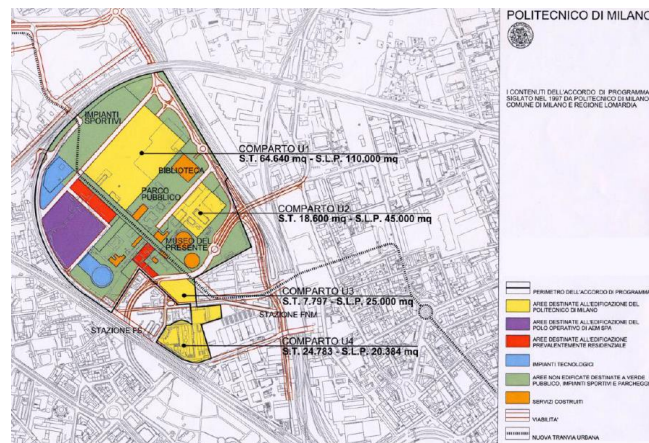 POLITECNICO DI MILANO
I CONTENUTI DELL'ACCORDO DI PROGRAMMA
SIGLATO NEL 1997 DA POLITECNICO DI MILANO
COMUNE DI MILANO E REGIONE LOMARDIA
IMPIANTI
SPORTIVI
COMPARTO U1
S.T. 64.640 mq - S.L.P. 110.000 mq
BIBLIOTECA
PARCO
PUBBLICO
COMPARTO U2
S.T. 18.600 mq - S.L.P. 45.000 mq
MUSEO DEL
PRESENTE
COMPARTO U3
S.T. 7.797 - S.L.P. 25.000 mq
STAZIONE FNM
STAZIONE FS
COMPARTO U4
S.T. 24.783 - S.L.P. 20.384 mq
PERIMETRO DELL'ACCORDO DI PROGRAMMA
AREE DESTINATE ALL'EDIFICAZIONE DEL
POLITECNICO DI MILANO
AREE DESTINATE ALL'EDIFICAZIONE DEL
POLO OPERATIVO DI AEM SPA
AREE DESTINATE ALL'EDIFICAZIONE
PREVALENTEMENTE RESIDENZIALE
IMPIANTI TECNOLOGICI
AREE NON EDIFICATE DESTINATE A VERDE
PUBBLICO, IMPIANTI SPORTIVI E PARCHEGGI
SERVIZI COSTRUITI
VIABILITA'
NUOVA TRANVIA URBANA